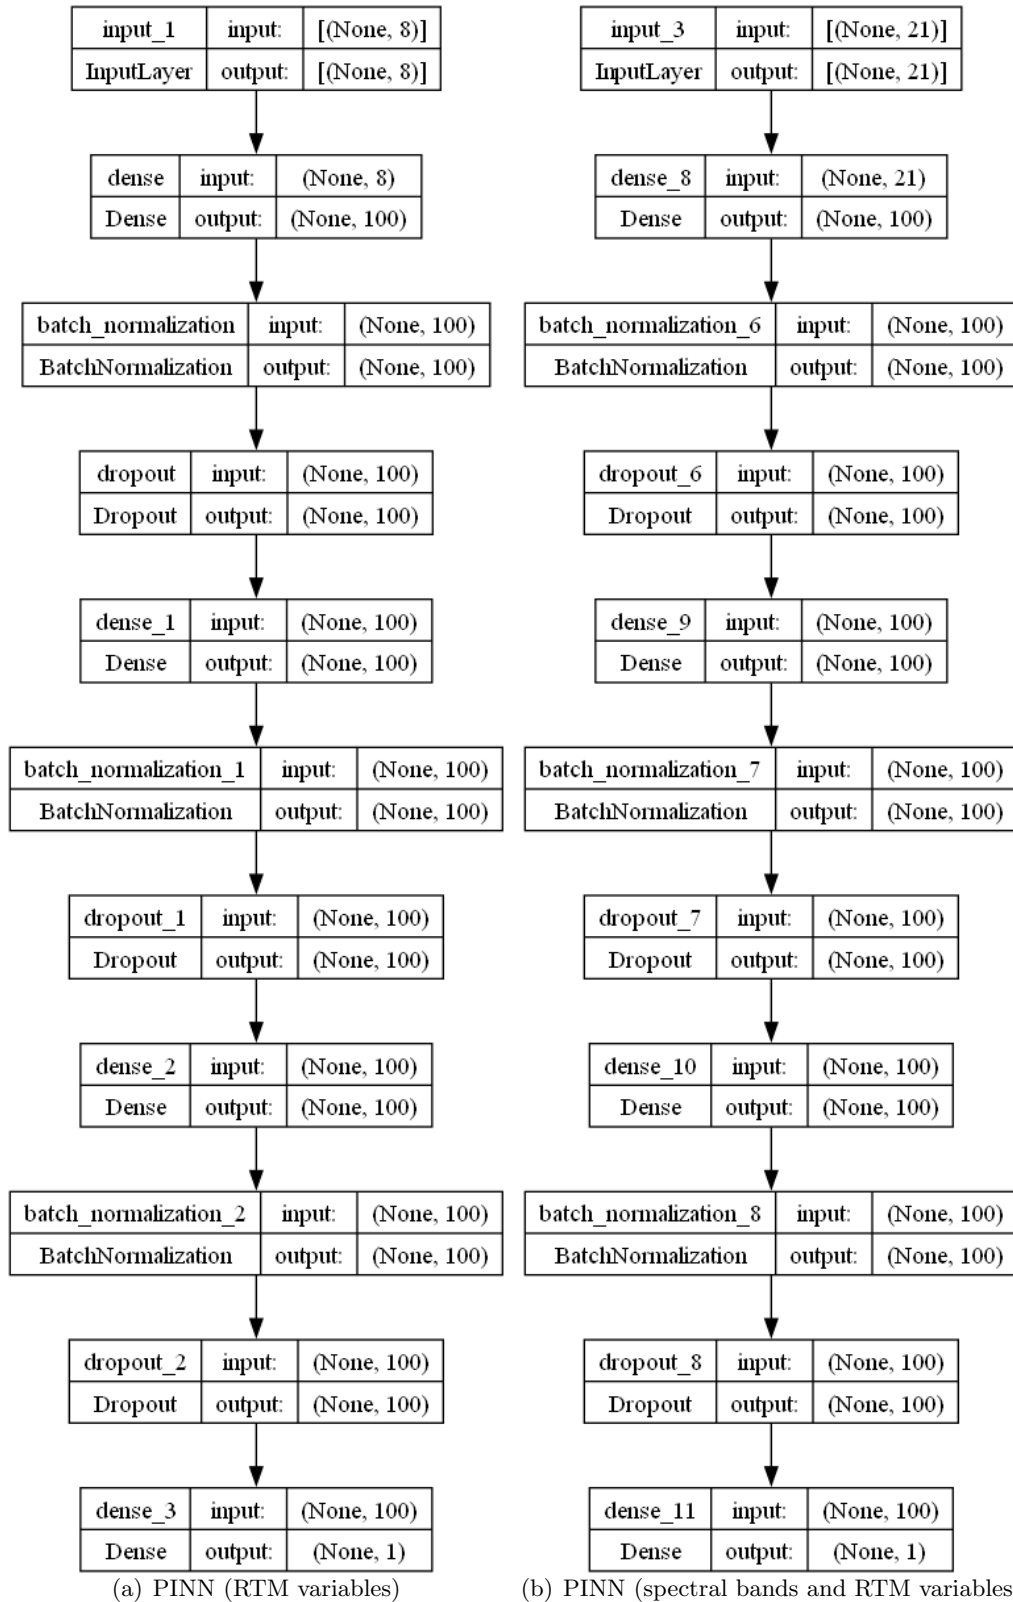 input_1 input: [(None, 8)]
InputLayer output: [(None, 8)]
dense input: (None, 8)
Dense output: (None, 100)
batch_normalization input: (None, 100)
BatchNormalization output: (None, 100)
dropout input: (None, 100)
Dropout output: (None, 100)
dense_1 input: (None, 100)
Dense output: (None, 100)
batch_normalization_1 input: (None, 100)
BatchNormalization output: (None, 100)
dropout_1 input: (None, 100)
Dropout output: (None, 100)
dense_2 input: (None, 100)
Dense output: (None, 100)
batch_normalization_2 input: (None, 100)
BatchNormalization output: (None, 100)
dropout_2 input: (None, 100)
Dropout output: (None, 100)
dense_3 input: (None, 100)
Dense output: (None, 1)
(a) PINN (RTM variables)
input_3 input: [(None, 21)]
InputLayer output: [(None, 21)]
dense_8 input: (None, 21)
Dense output: (None, 100)
batch_normalization_6 input: (None, 100)
BatchNormalization output: (None, 100)
dropout_6 input: (None, 100)
Dropout output: (None, 100)
dense_9 input: (None, 100)
Dense output: (None, 100)
batch_normalization_7 input: (None, 100)
BatchNormalization output: (None, 100)
dropout_7 input: (None, 100)
Dropout output: (None, 100)
dense_10 input: (None, 100)
Dense output: (None, 100)
batch_normalization_8 input: (None, 100)
BatchNormalization output: (None, 100)
dropout_8 input: (None, 100)
Dropout output: (None, 100)
dense_11 input: (None, 100)
Dense output: (None, 1)
(b) PINN (spectral bands and RTM variables